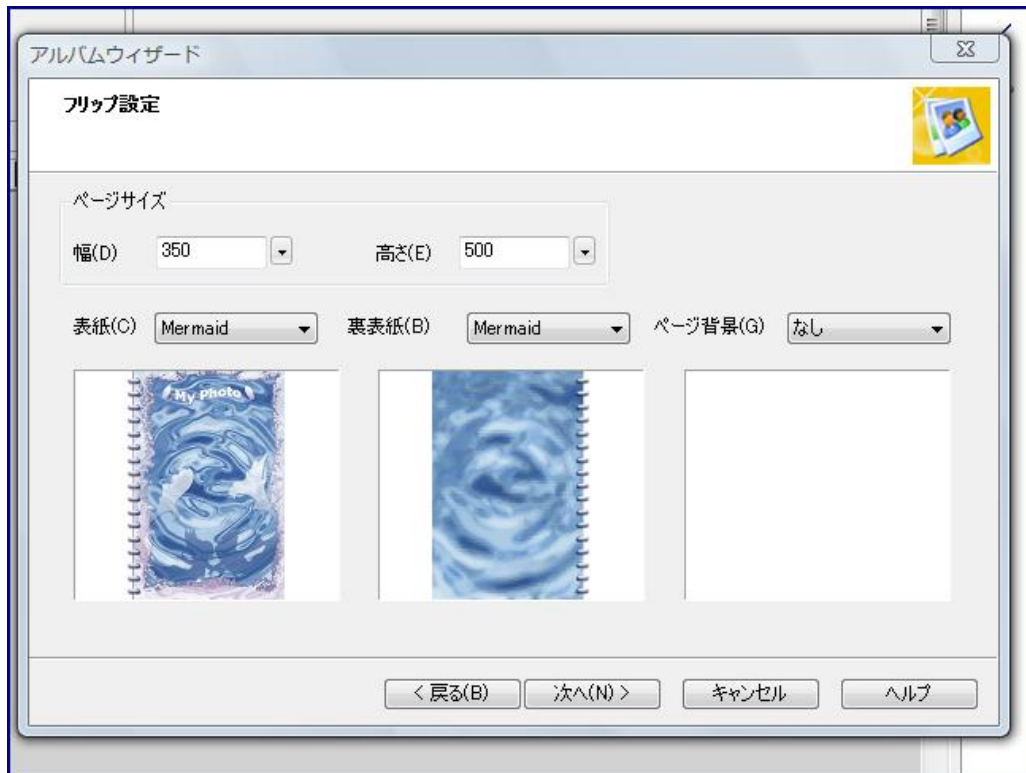 アルバムウィザード
フリップ設定
ページサイズ
幅(D) 350 高さ(E) 500
表紙(C) Mermaid 裏表紙(B) Mermaid ページ背景(G) なし
My Photo
< 戻る(B) 次へ(N) > キャンセル ヘルプ